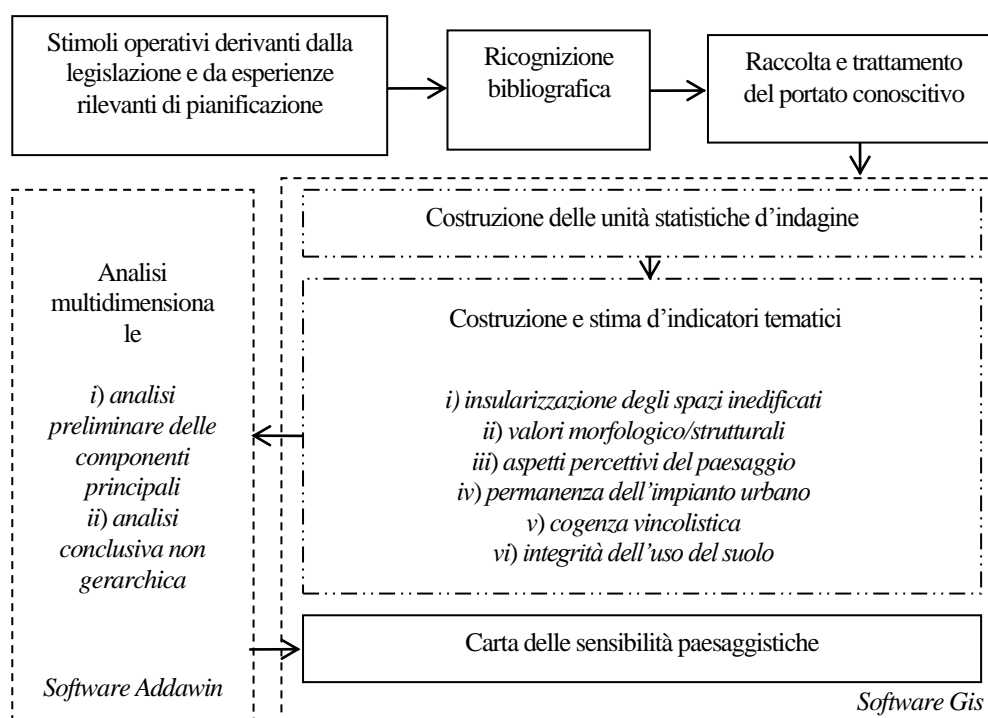 Stimoli operativi derivanti dalla
legislazione e da esperienze
rilevanti di pianificazione
Ricognizione
bibliografica
Raccolta e trattamento
del portato conoscitivo
Costruzione delle unità statistiche d'indagine
Costruzione e stima d'indicatori tematici
i) insularizzazione degli spazi inedificati
ii) valori morfologico/strutturali
iii) aspetti percettivi del paesaggio
iv) permanenza dell'impianto urbano
v) cogenza vincolistica
vi) integrità dell'uso del suolo
Analisi
multidimensiona
le
i) analisi
preliminare delle
componenti
principali
ii) analisi
conclusiva non
gerarchica
Software Addawin
Carta delle sensibilità paesaggistiche
Software Gis